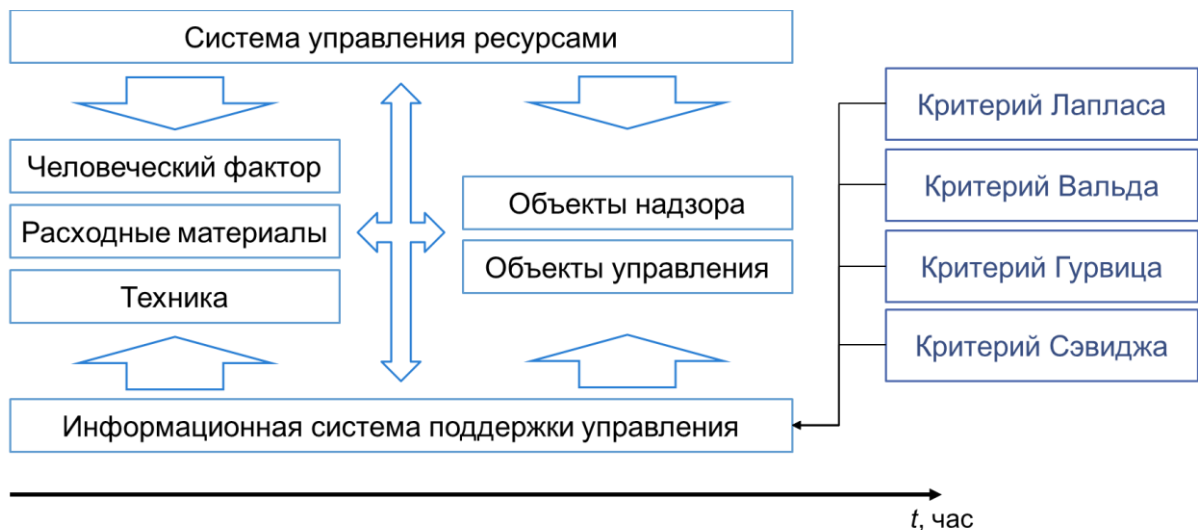 Система управления ресурсами
Человеческий фактор
Расходные материалы
Техника
Объекты надзора
Объекты управления
Информационная система поддержки управления
Критерий Лапласа
Критерий Вальда
Критерий Гурвица
Критерий Сэвиджа
t, час